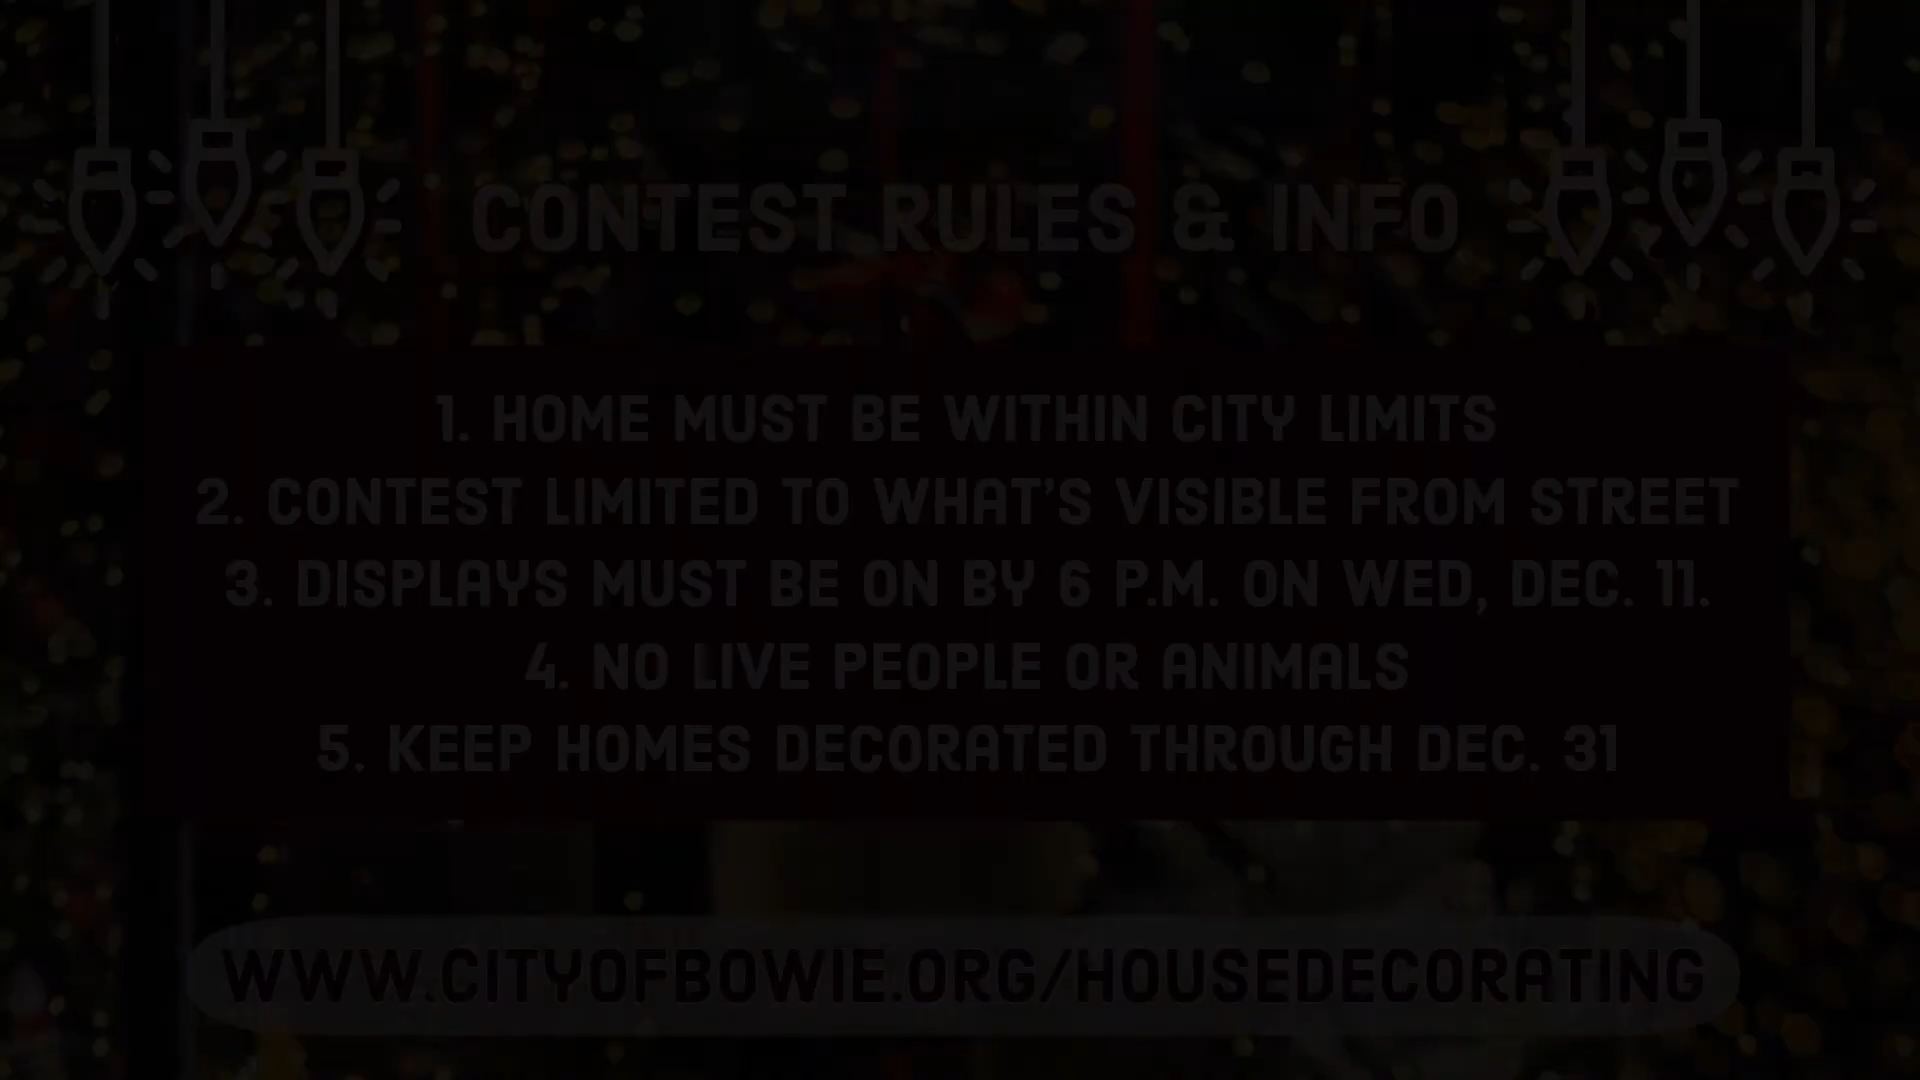 CONTEST RULES & INFO
1. HOME MUST BE WITHIN CITY LIMITS
2. CONTEST LIMITED TO WHAT'S VISIBLE FROM STREET
3. DISPLAYS MUST BE ON BY 6 P.M. ON WED, DEC. 11.
4. NO LIVE PEOPLE OR ANIMALS
5. KEEP HOMES DECORATED THROUGH DEC. 31
WWW.CITYOFBOWIE.ORG/HOUSEDECORATING